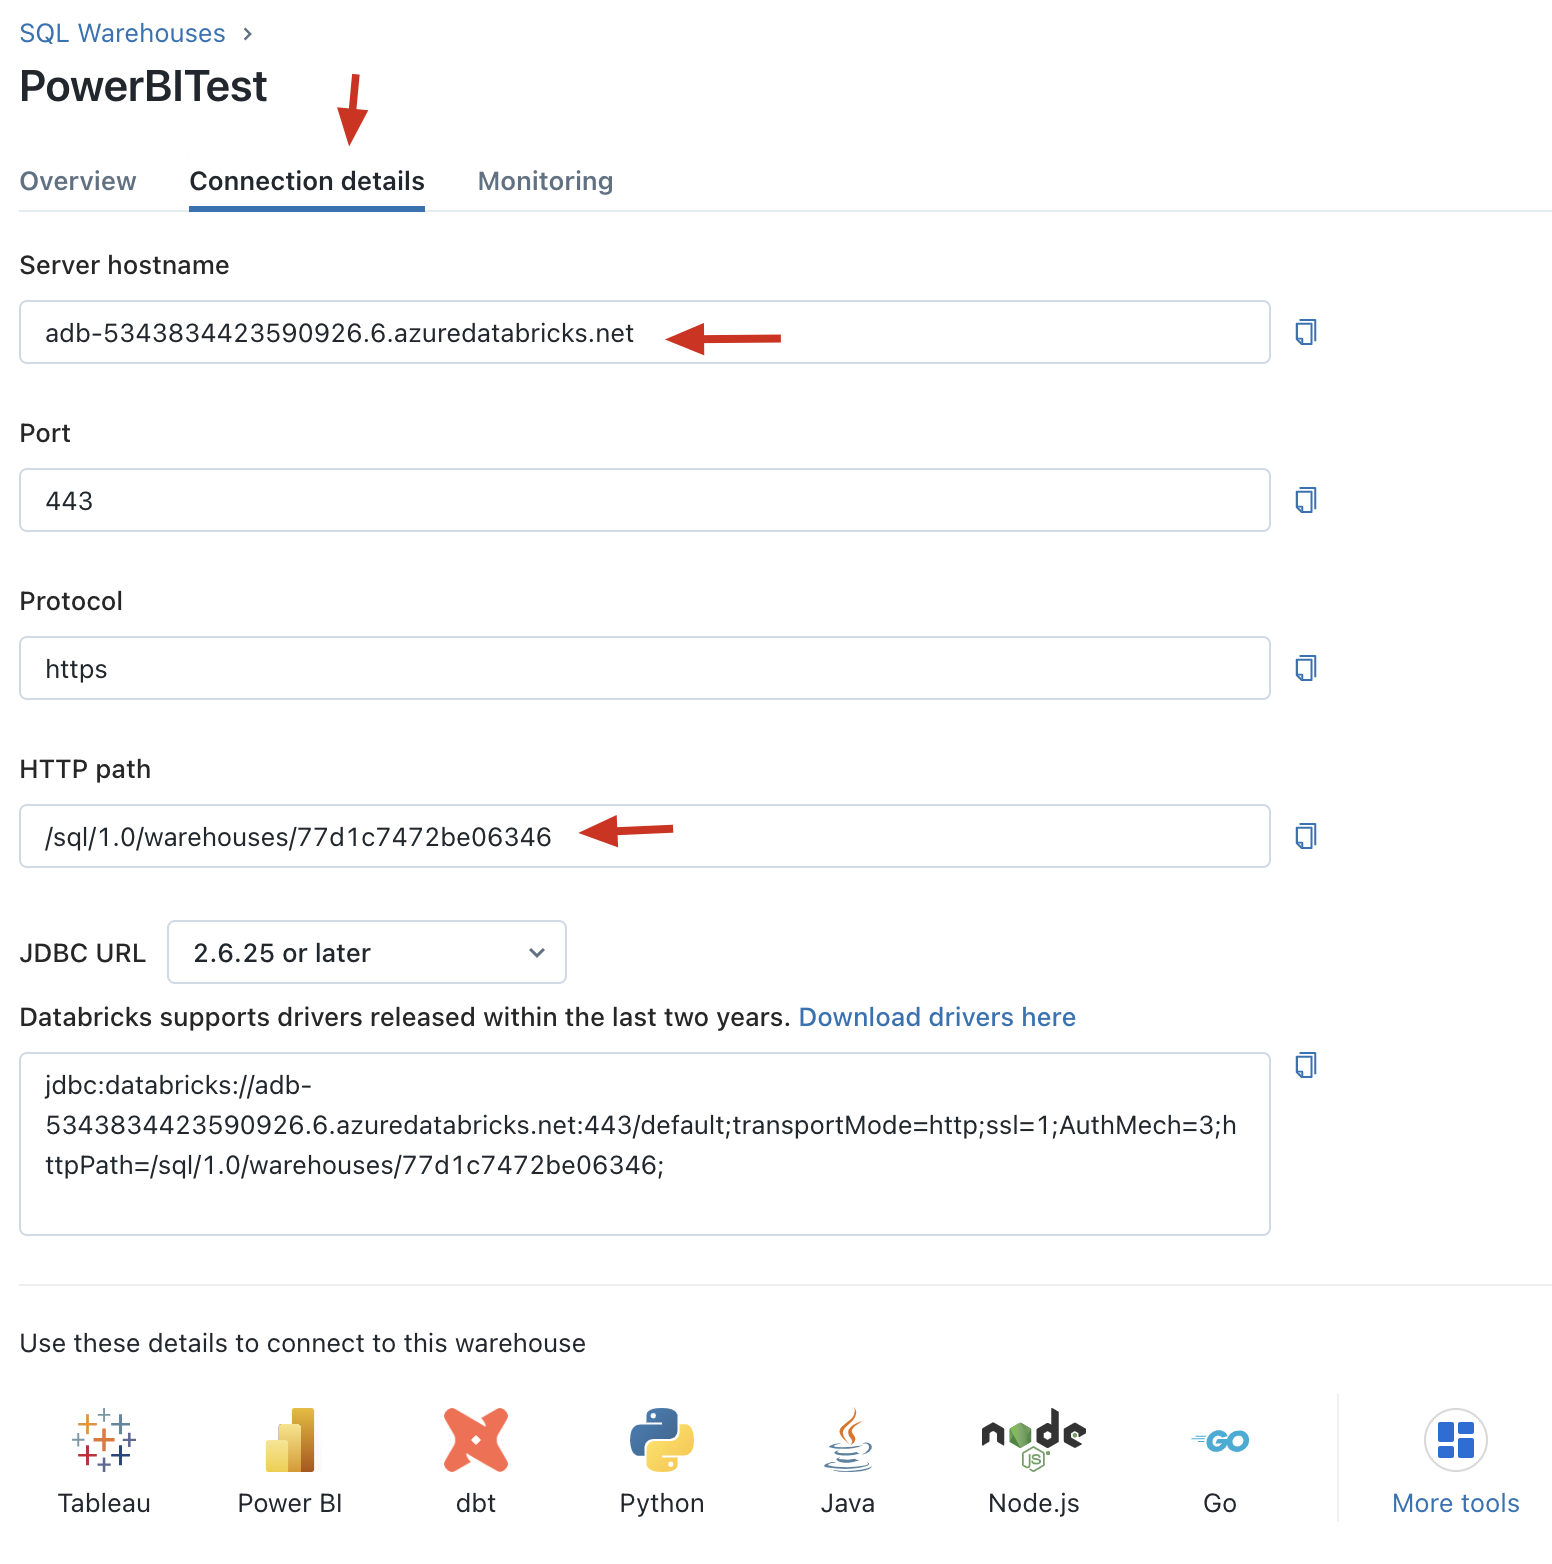 SQL Warehouses >
PowerBITest
Overview Connection details Monitoring
Server hostname
adb-5343834423590926.6.azuredatabricks.net
Port
443
Protocol
https
HTTP path
/sql/1.0/warehouses/77d1c7472be06346
JDBC URL 2.6.25 or later
Databricks supports drivers released within the last two years. Download drivers here
jdbc:databricks://adb-
5343834423590926.6.azuredatabricks.net:443/default;transportMode=http;ssl=1;AuthMech=3;h
ttpPath=/sql/1.0/warehouses/77d1c7472be06346;
Use these details to connect to this warehouse
node
JS
GO
Tableau Power BI dbt Python Java Node.js Go More tools